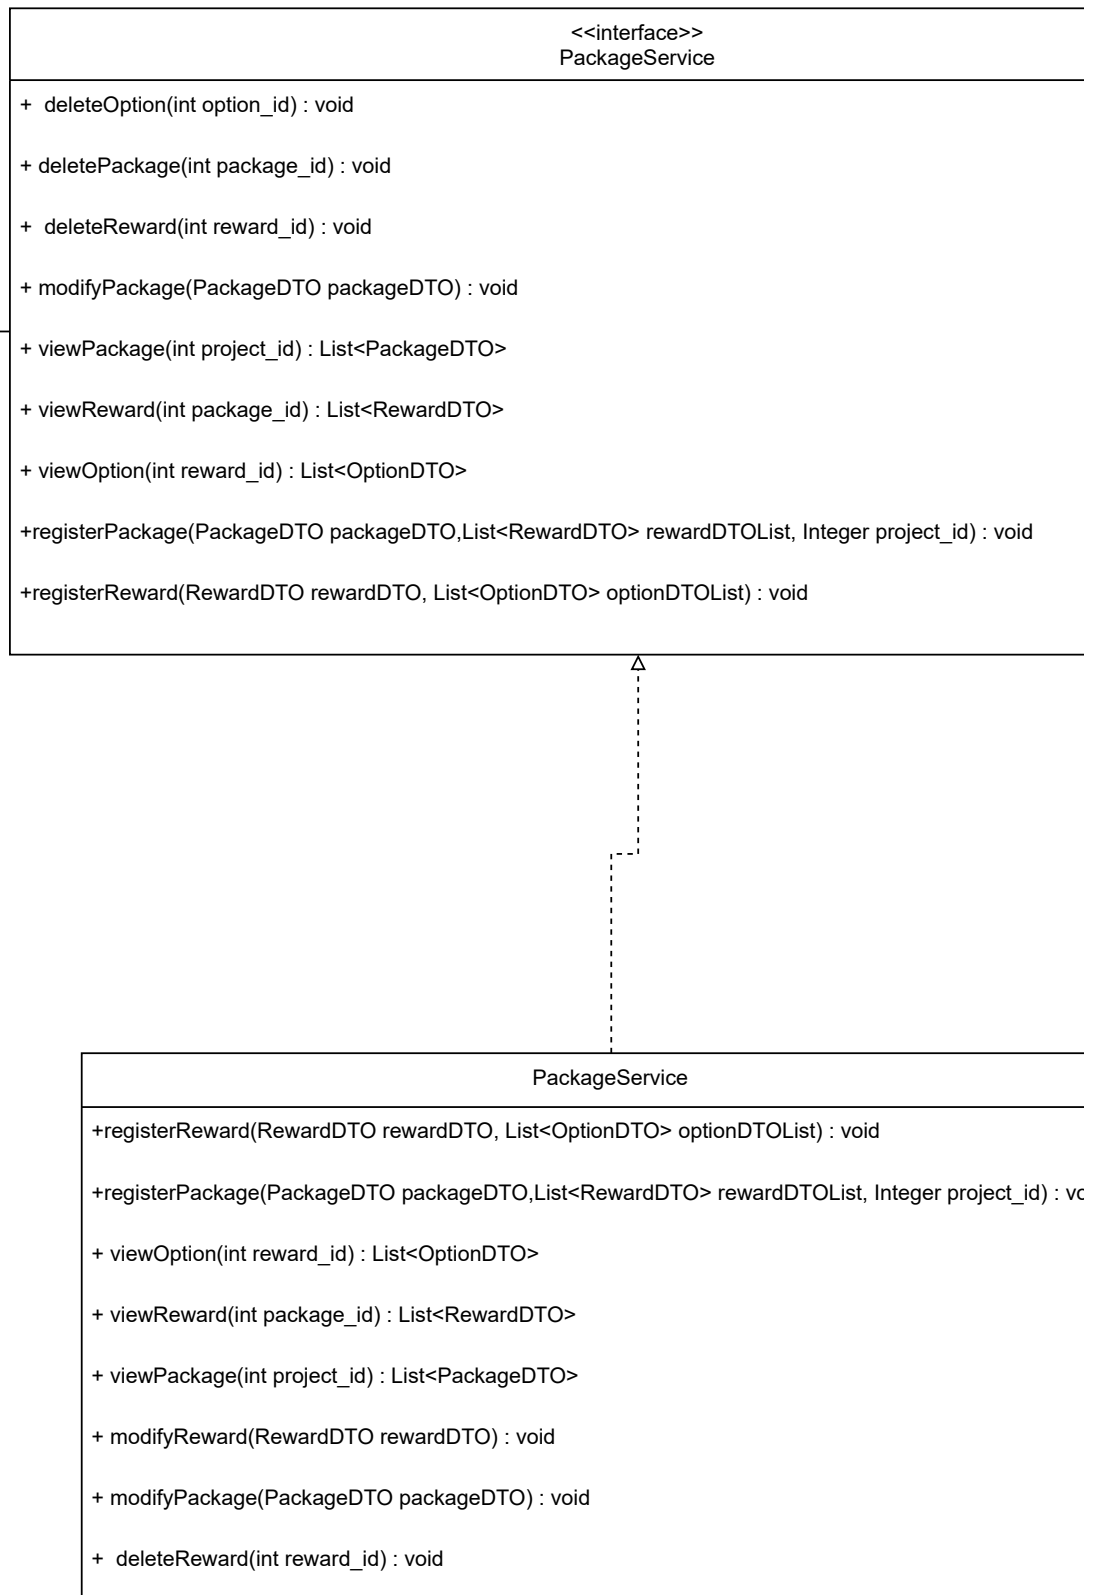 <<interface>>
PackageService
+ deleteOption(int option_id) : void
+ deletePackage(int package_id) : void
+ deleteReward(int reward_id) : void
+ modifyPackage(PackageDTO packageDTO) : void
+ viewPackage(int project_id) : List<PackageDTO>
+ viewReward(int package_id) : List<RewardDTO>
+ viewOption(int reward_id) : List<OptionDTO>
+registerPackage(PackageDTO packageDTO,List<RewardDTO> rewardDTOList, Integer project_id) : void
+registerReward(RewardDTO rewardDTO, List<OptionDTO> optionDTOList) : void
PackageService
+registerReward(RewardDTO rewardDTO, List<OptionDTO> optionDTOList) : void
+registerPackage(PackageDTO packageDTO,List<RewardDTO> rewardDTOList, Integer project_id) :
+ viewOption(int reward_id) : List<OptionDTO>
+ viewReward(int package_id) : List<RewardDTO>
+ viewPackage(int project_id) : List<PackageDTO>
+ modifyReward(RewardDTO rewardDTO) : void
+ modifyPackage(PackageDTO packageDTO) : void
+ deleteReward(int reward_id) : void